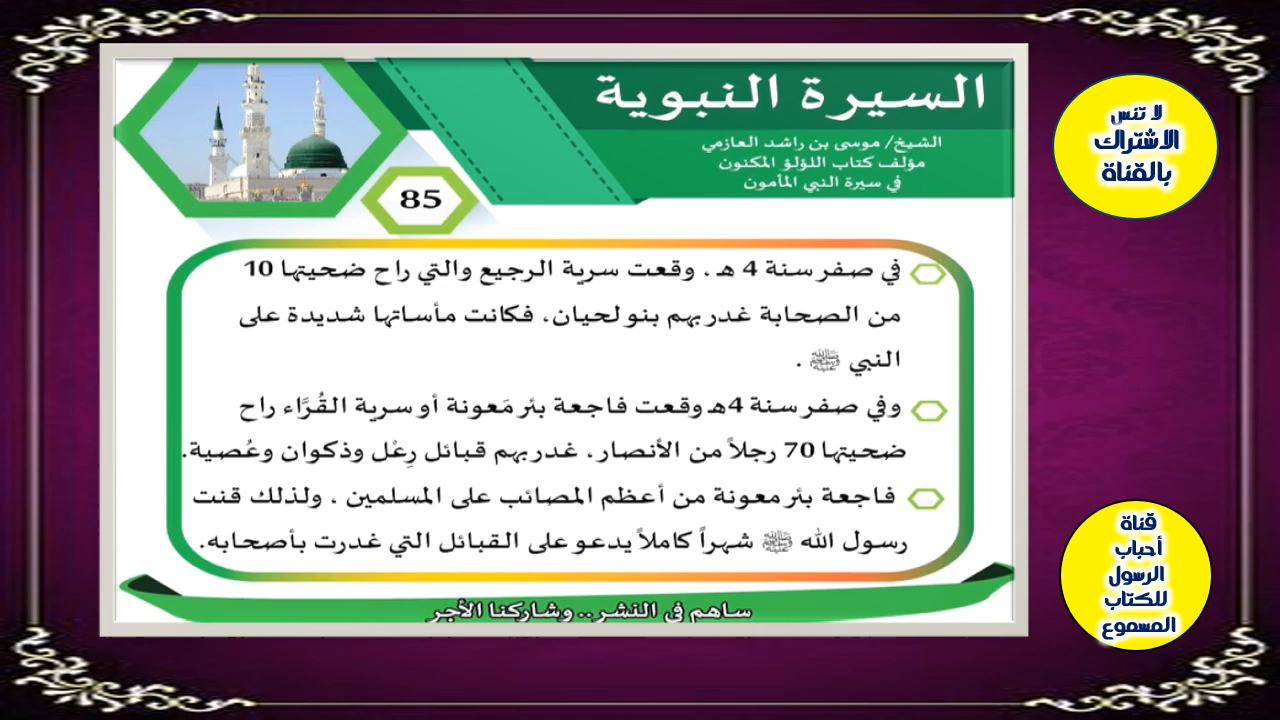 السيرة النبوية
الشيخ/ موسى بن راشد العازمي
مؤلف كتاب اللؤلؤ المكنون
في سيرة النبي المأمون
85
في صفر سنة 4 هـ ، وقعت سرية الرجيع والتي راح ضحيتها 10
من الصحابة غدر بهم بنو لحيان، فكانت مأساتها شديدة على
النبي ﷺ .
وفي صفر سنة 4هـ وقعت فاجعة بئر مَعونة أو سرية القُرَّاء راح
ضحيتها 70 رجلاً من الأنصار، غدر بهم قبائل رِعْل وذكوان وعُصية.
فاجعة بئر معونة من أعظم المصائب على المسلمين ، ولذلك قنت
رسول الله ﷺ شهراً كاملاً يدعو على القبائل التي غدرت بأصحابه.
ساهم في النشر .. وشاركنا الأجر
لا تنس
الاشتراك
بالقناة
قناة
أحباب
الرسول
للكتاب
المسموع